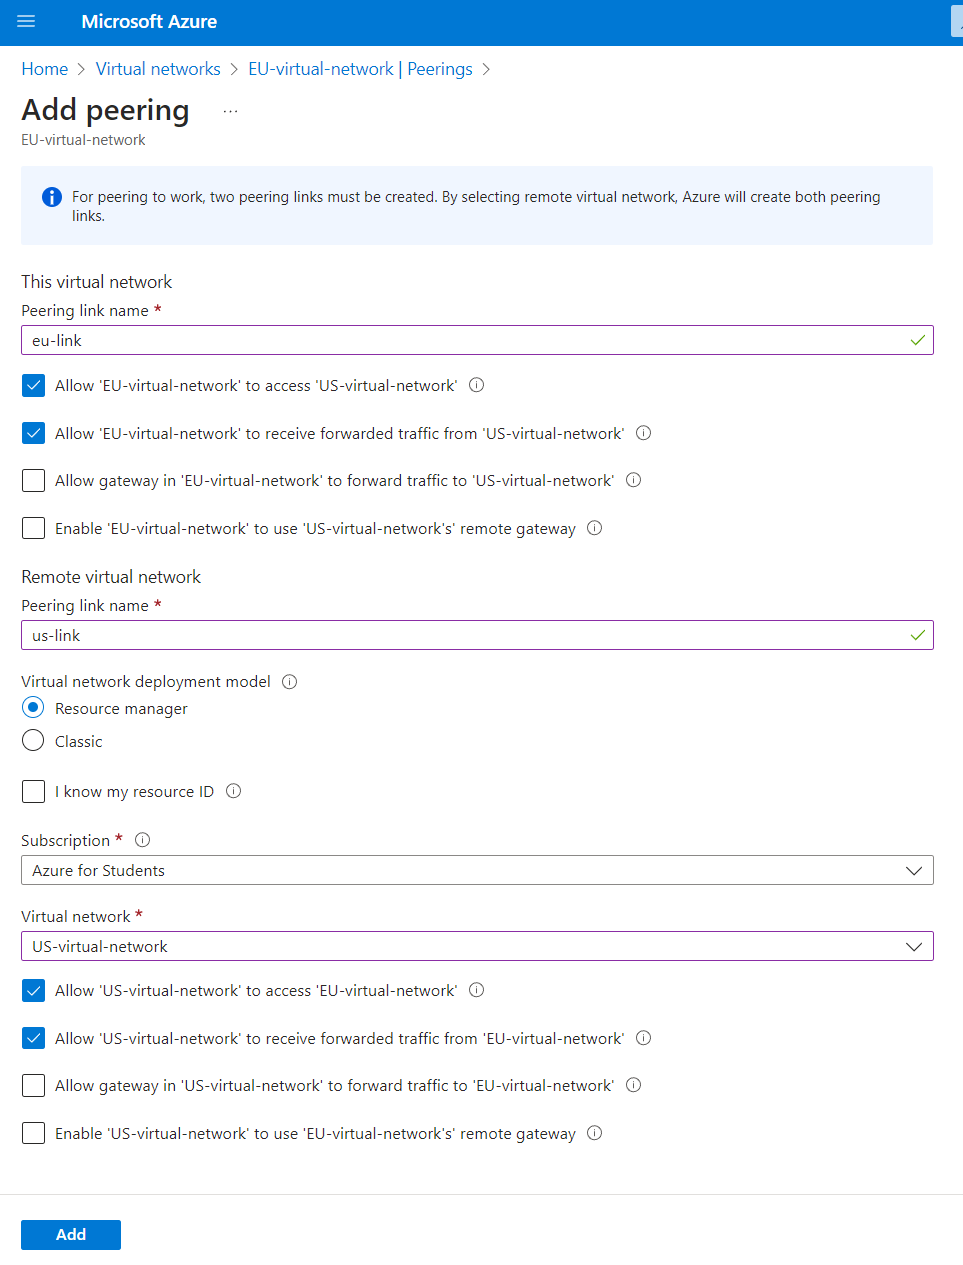 Microsoft Azure
Home > Virtual networks > EU-virtual-network | Peerings >
Add peering ...
EU-virtual-network
For peering to work, two peering links must be created. By selecting remote virtual network, Azure will create both peering
links.
This virtual network
Peering link name *
eu-link
Allow 'EU-virtual-network' to access 'US-virtual-network'
Allow 'EU-virtual-network' to receive forwarded traffic from 'US-virtual-network'
Allow gateway in 'EU-virtual-network' to forward traffic to 'US-virtual-network'
Enable 'EU-virtual-network' to use 'US-virtual-network's' remote gateway
Remote virtual network
Peering link name *
us-link
Virtual network deployment model
Resource manager
Classic
I know my resource ID
Subscription *
Azure for Students
Virtual network *
US-virtual-network
Allow 'US-virtual-network' to access 'EU-virtual-network'
Allow 'US-virtual-network' to receive forwarded traffic from 'EU-virtual-network'
Allow gateway in 'US-virtual-network' to forward traffic to 'EU-virtual-network'
Enable 'US-virtual-network' to use 'EU-virtual-network's' remote gateway
Add